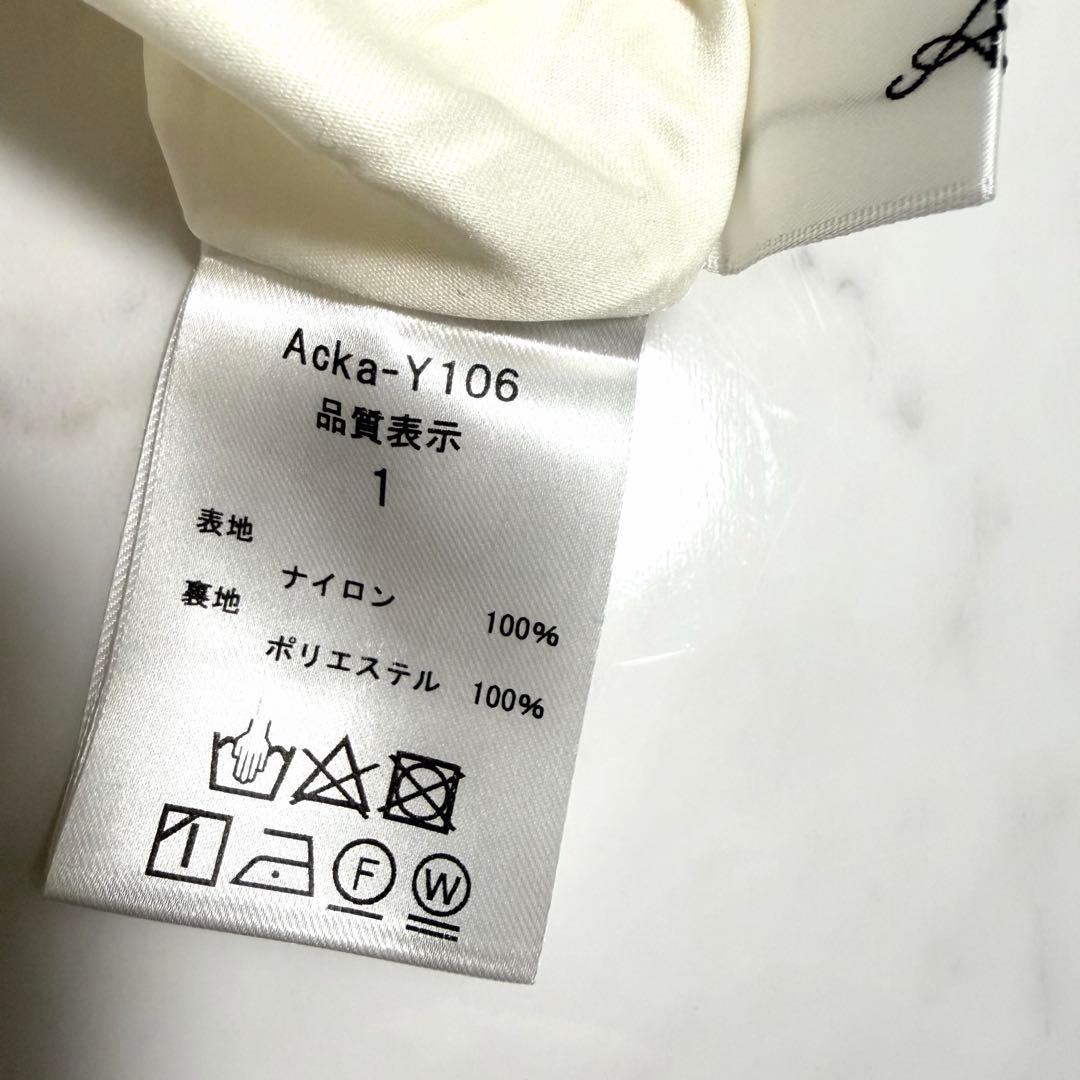 Acka-Y106
品質表示
1
表地
ナイロン 100%
裏地
ポリエステル 100%
F W